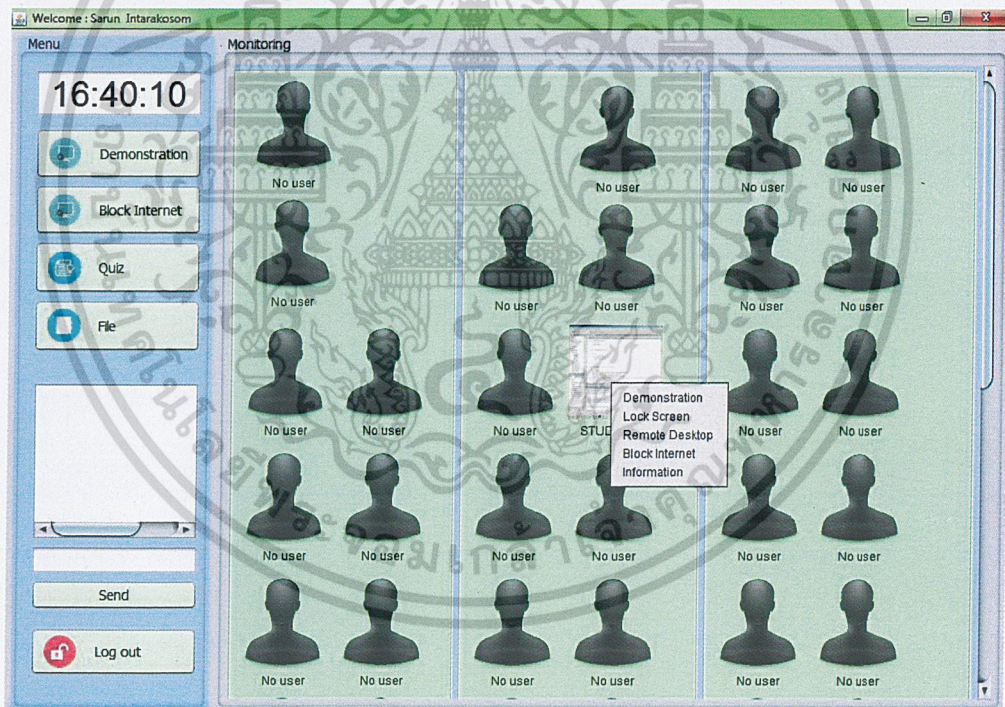 Welcome : Sarun Intarakosom
Menu
16:40:10
Demonstration
Block Internet
Quiz
File
Send
Log out
Monitoring
No user
No user
No user
No user
No user
No user
No user
No user
No user
No user
No user
No user
STUD
No user
No user
Demonstration
Lock Screen
Remote Desktop
Block Internet
Information
No user
No user
No user
No user
No user
No user
No user
No user
No user
No user
No user
No user